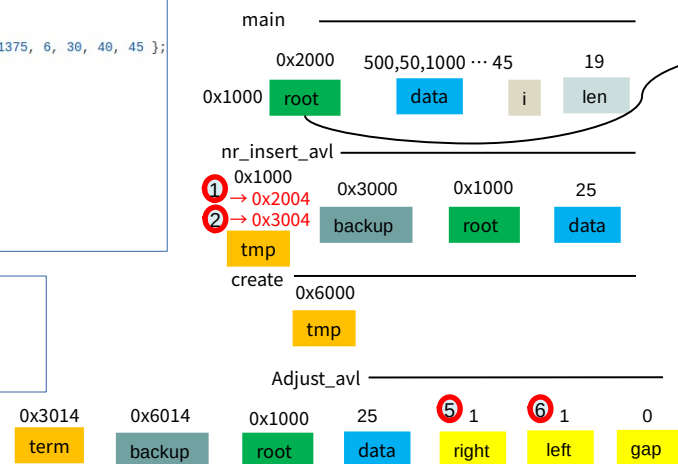 main
1375, 6, 30, 40, 45 };
0x2000 500,50,1000 ⋯ 45 19
0x1000 root data i len
nr_insert_avl
1 0x1000
→ 0x2004 0x3000 0x1000 25
2 → 0x3004
backup root data
tmp
create
0x6000
tmp
Adjust_avl
0x3014 0x6014 0x1000 25 5 1 6 1 0
term backup root data right left gap